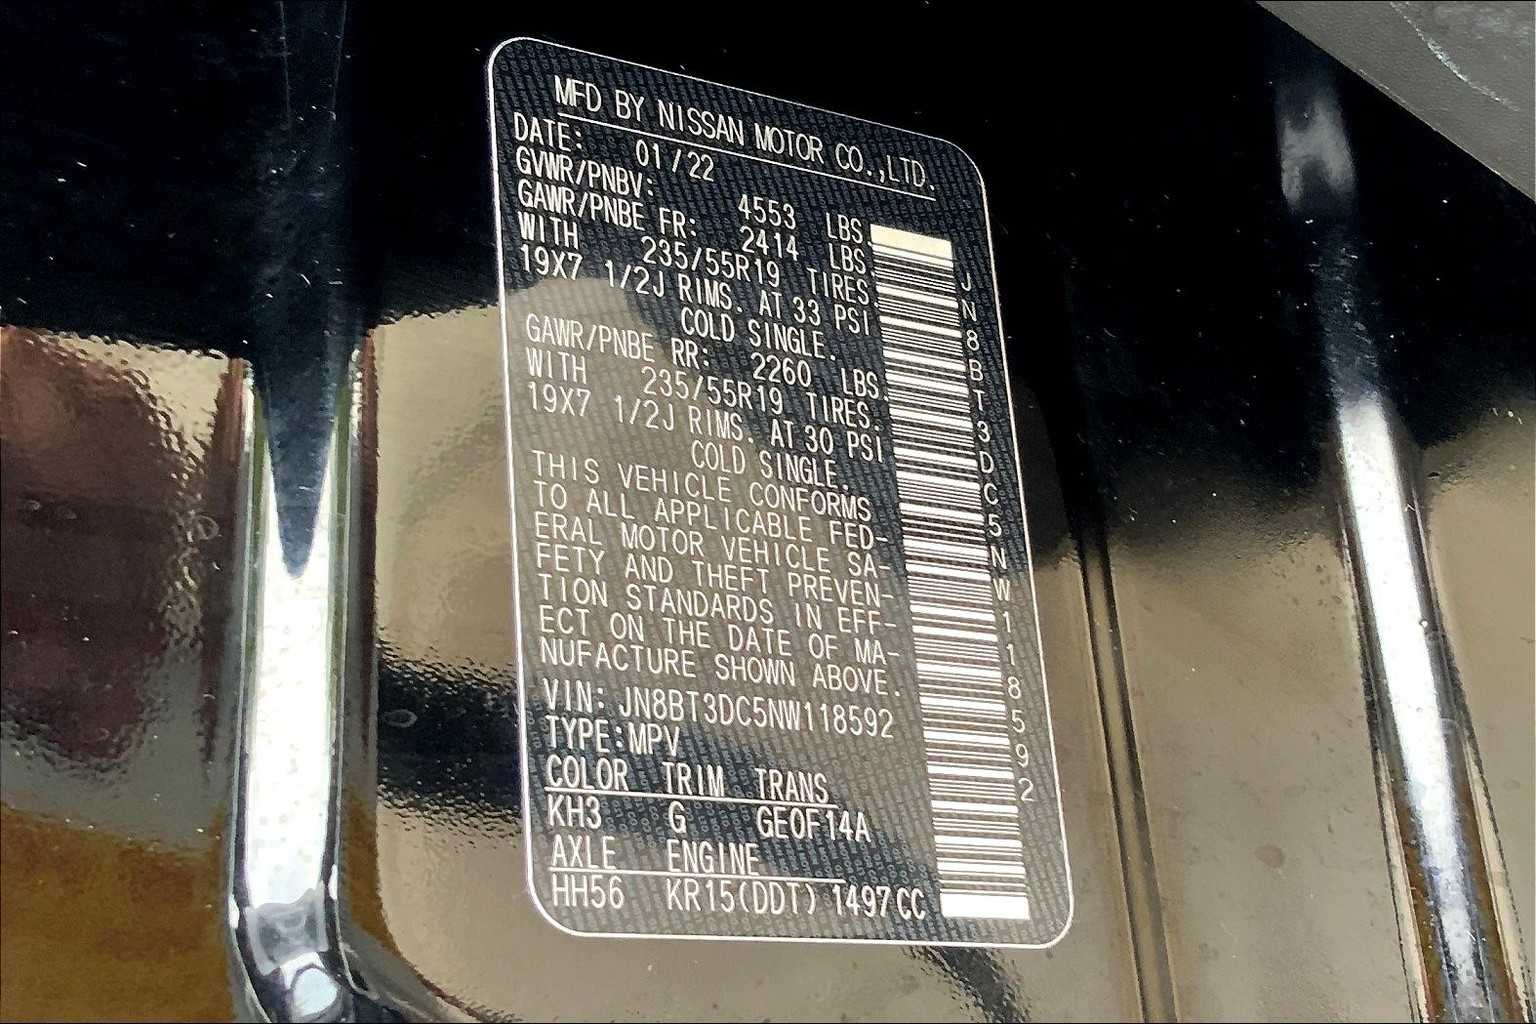 MFD BY NISSAN MOTOR CO.,LTD.
DATE: 01/22
GVWR/PNBV: 4553 LBS.
GAWR/PNBE FR: 2414 LBS.
WITH 235/55R19 TIRES
19X7 1/2J RIMS. AT 33 PSI
COLD SINGLE.
GAWR/PNBE RR: 2260 LBS.
WITH 235/55R19 TIRES.
19X7 1/2J RIMS. AT 30 PSI
COLD SINGLE.
THIS VEHICLE CONFORMS
TO ALL APPLICABLE FED-
ERAL MOTOR VEHICLE SA-
FETY AND THEFT PREVEN-
TION STANDARDS IN EFF-
ECT ON THE DATE OF MA-
NUFACTURE SHOWN ABOVE.
VIN: JN8BT3DC5NW118592
TYPE:MPV
COLOR TRIM TRANS
KH3 G GEOF14A
AXLE ENGINE
HH56 KR15(DDT) 1497CC
JN8BT3DC5NW118592